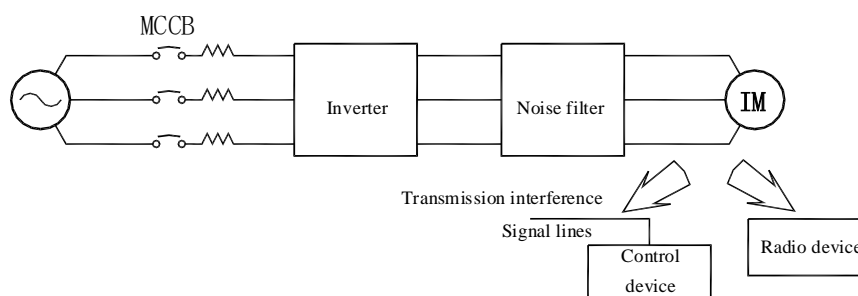 MCCB
Inverter
Noise filter
IM
Transmission interference
Signal lines
Control
device
Radio device